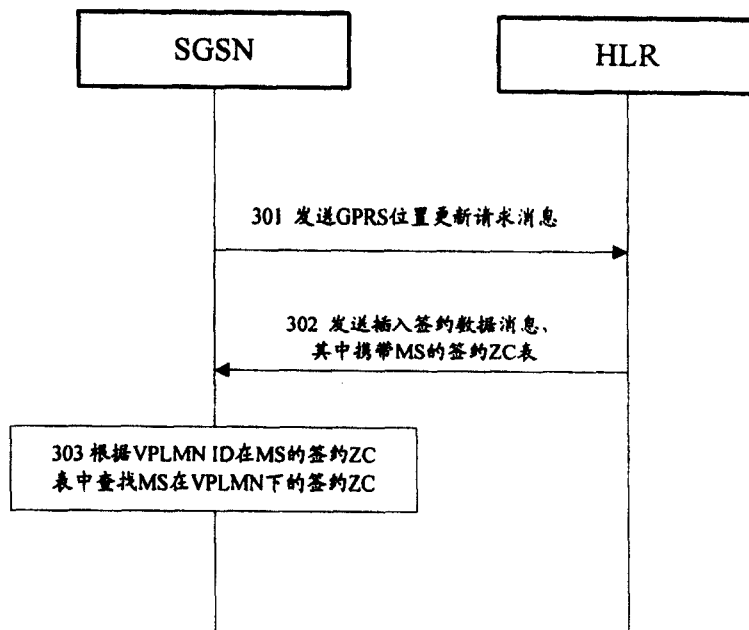 SGSN
HLR
301 发送GPRS位置更新请求消息
302 发送插入签约数据消息、
其中携带MS的签约ZC表
303 根据VPLMN ID在MS的签约ZC
表中查找MS在VPLMN下的签约ZC